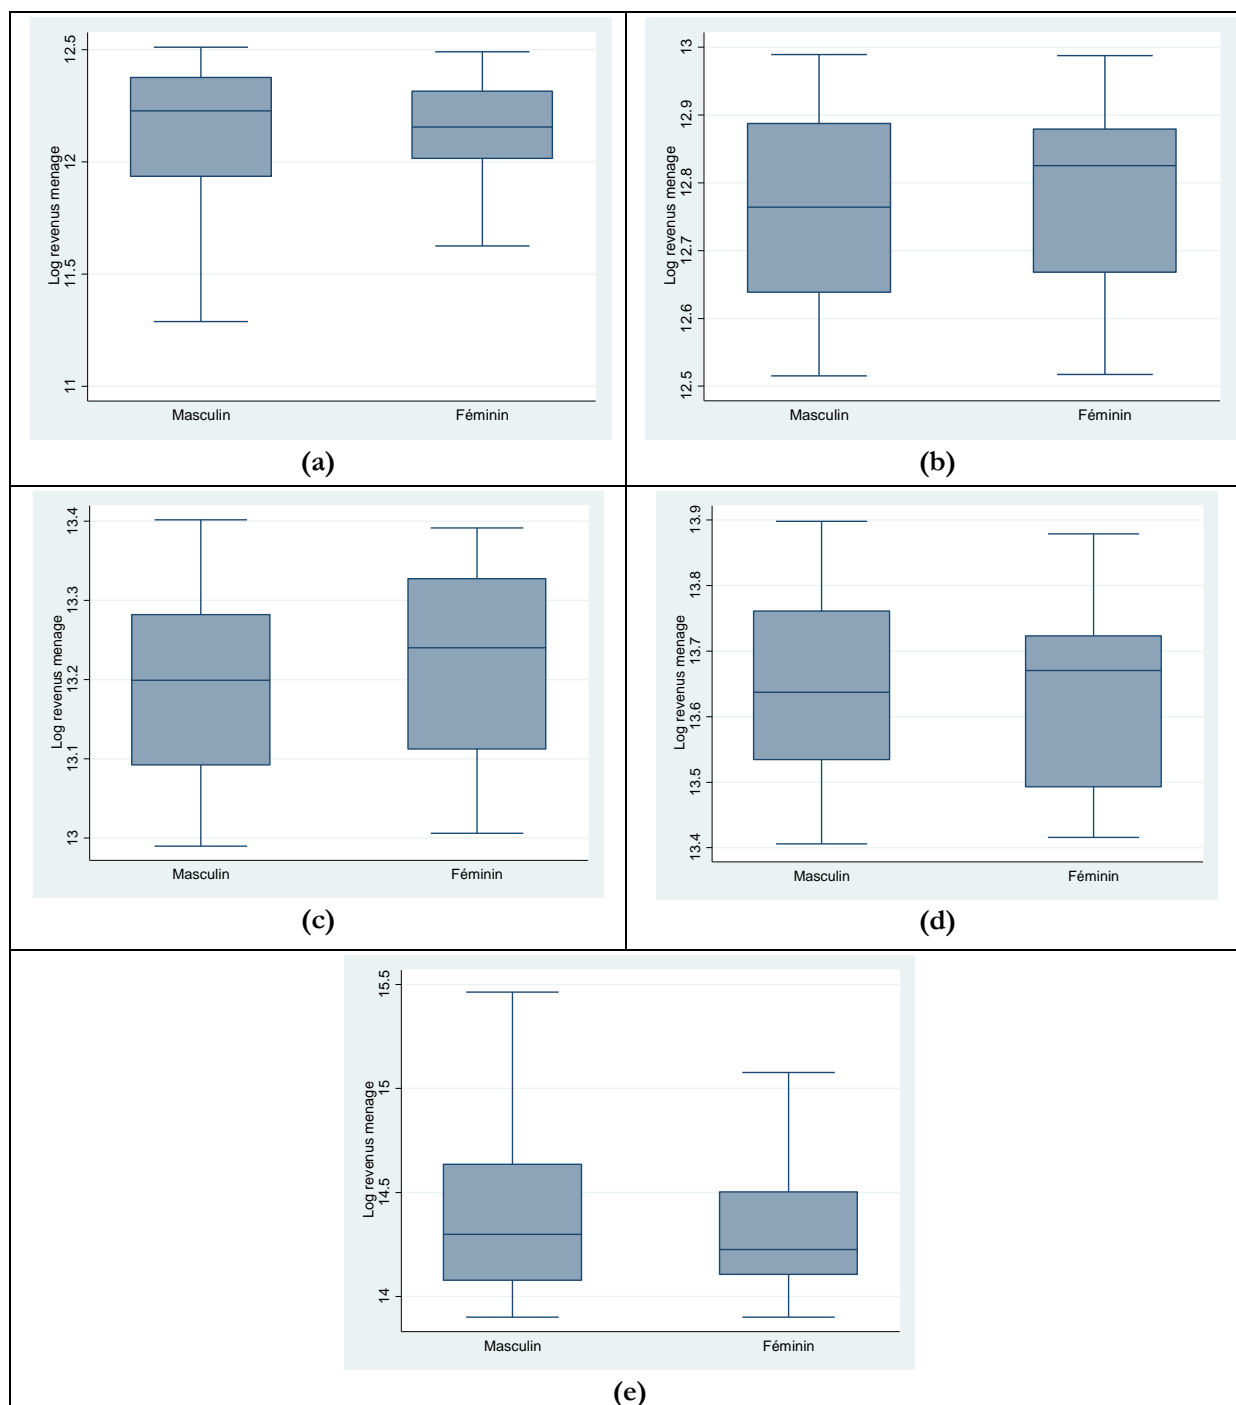 Log revenus menage
12.5
12
11.5
11
Masculin Féminin
(a)
Log revenus menage
13
12.9
12.8
12.7
12.6
12.5
Masculin Féminin
(b)
Log revenus menage
13.4
13.3
13.2
13.1
13
Masculin Féminin
(c)
Log revenus menage
13.9
13.8
13.7
13.6
13.5
13.4
Masculin Féminin
(d)
Log revenus menage
15.5
15
14.5
14
Masculin Féminin
(e)